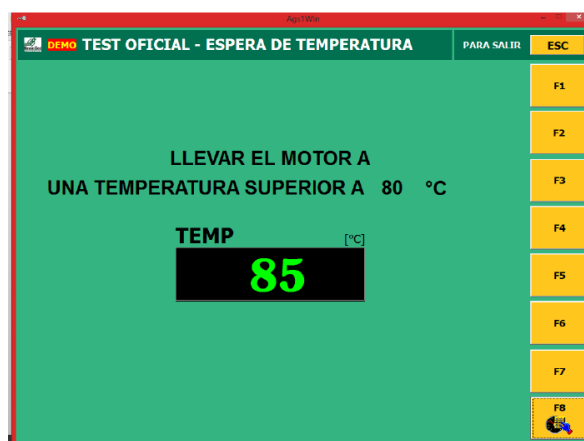 Ags1Win
DEMO TEST OFICIAL - ESPERA DE TEMPERATURA PARA SALIR ESC
F1
F2
LLEVAR EL MOTOR A
UNA TEMPERATURA SUPERIOR A 80 °C
F3
TEMP [°C]
F4
85
F5
F6
F7
F8